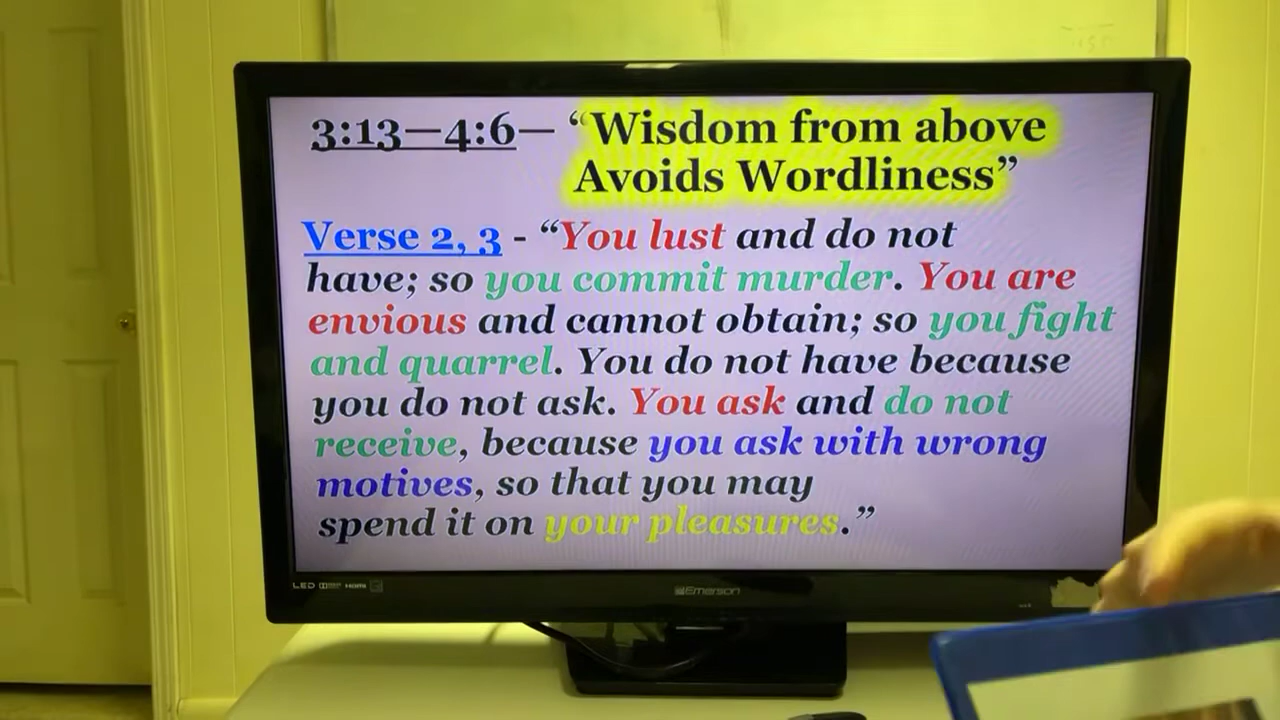 3:13—4:6— “Wisdom from above
Avoids Wordliness”
Verse 2, 3 - “You lust and do not
have; so you commit murder. You are
envious and cannot obtain; so you fight
and quarrel. You do not have because
you do not ask. You ask and do not
receive, because you ask with wrong
motives, so that you may
spend it on your pleasures.”
LED HDMI
Emerson